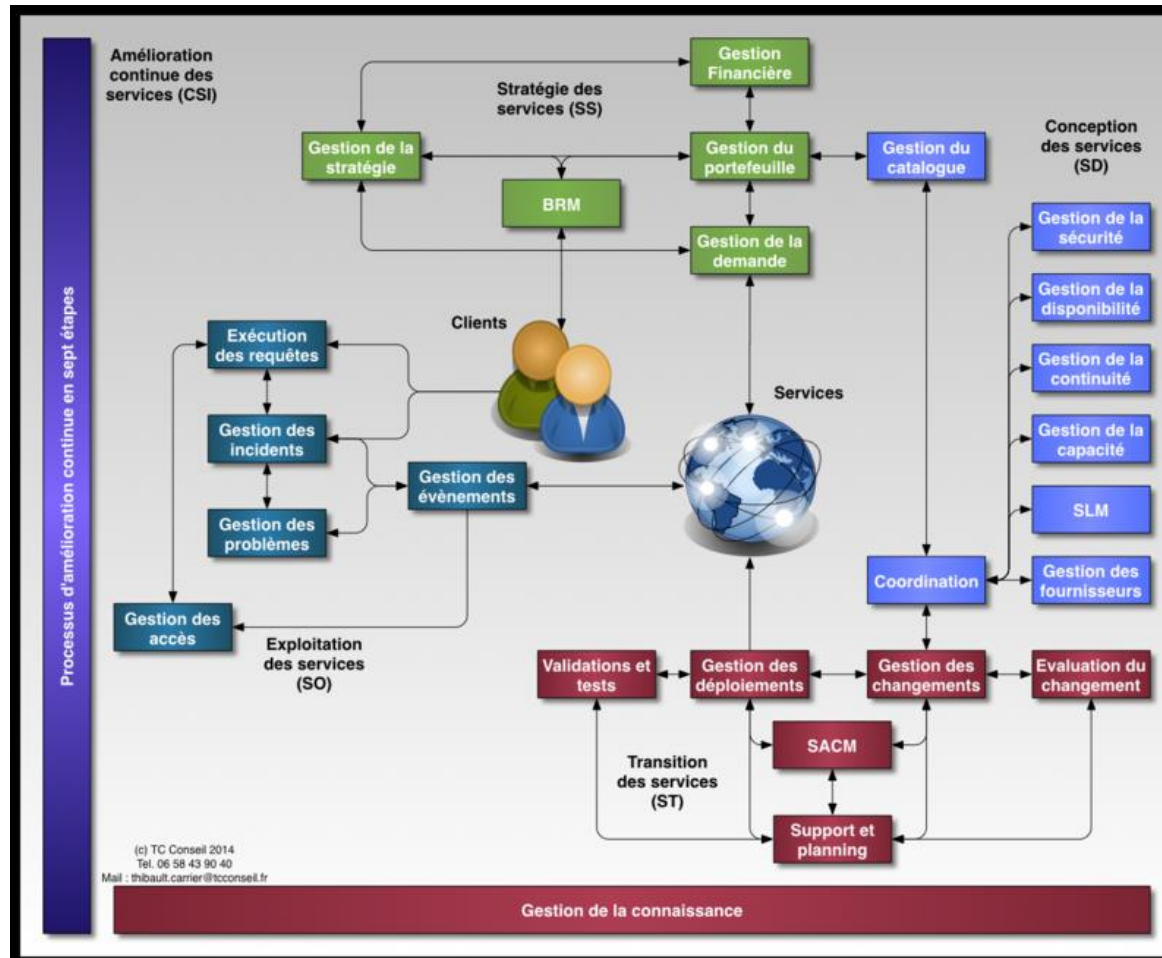 Amélioration
continue des
services (CSI)
Stratégie des
services (SS)
Gestion
Financière
Gestion de la
stratégie
Gestion du
portefeuille
Gestion du
catalogue
Conception
des services
(SD)
BRM
Gestion de la
demande
Gestion de la
sécurité
Gestion de la
disponibilité
Gestion de la
continuité
Gestion de la
capacité
SLM
Gestion des
fournisseurs
Coordination
Clients
Services
Exécution
des requêtes
Gestion des
incidents
Gestion des
évènements
Gestion des
problèmes
Gestion des
accès
Exploitation
des services
(SO)
Validations et
tests
Gestion des
déploiements
Gestion des
changements
Evaluation du
changement
SACM
Transition
des services
(ST)
Support et
planning
(c) TC Conseil 2014
Tel. 06 58 43 90 40
Mail : thibault.carrier@tcconseil.fr
Processus d'amélioration continue en sept étapes
Gestion de la connaissance